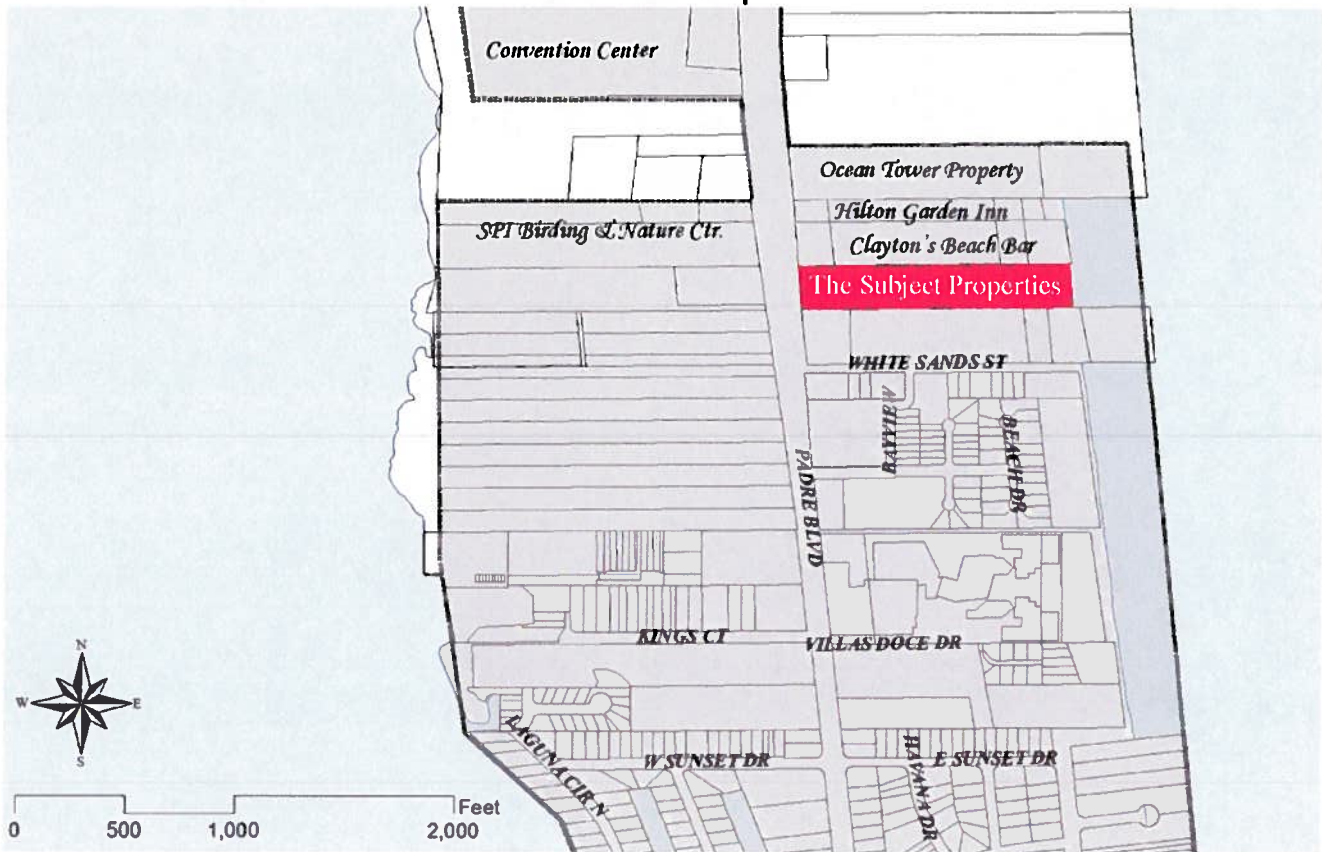 Convention Center
Ocean Tower Property
Hilton Garden Inn
SPI Birding & Nature Ctr.
Clayton's Beach Bar
The Subject Properties
WHITE SANDS ST
BAYVIEW
BEACH DR
PADRE BLVD
KINGS CT
VILLAS DOCE DR
N
W
E
S
LAGUNA CIR N
W SUNSET DR
HAVANA DR
E SUNSET DR
Feet
0 500 1,000 2,000